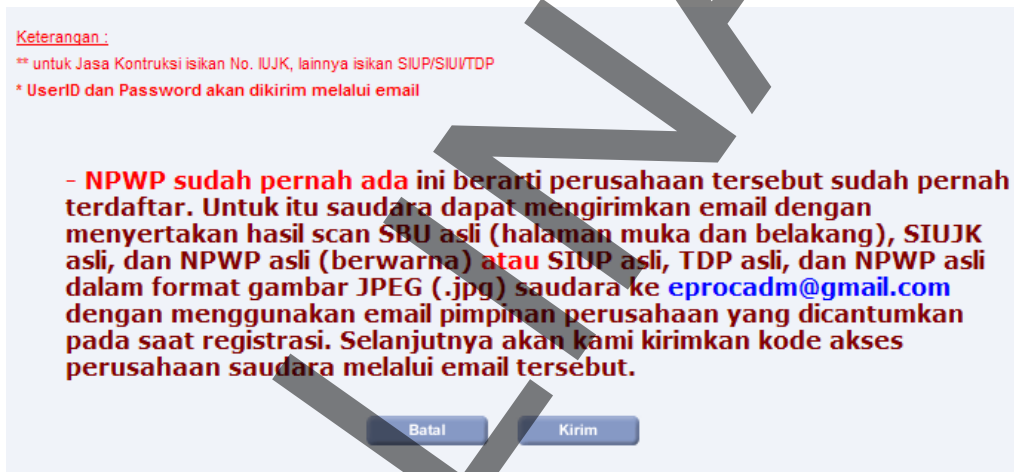 Keterangan :
** untuk Jasa Kontruksi isikan No. IUJK, lainnya isikan SIUP/SIUI/TDP
* UserID dan Password akan dikirim melalui email
- NPWP sudah pernah ada ini berarti perusahaan tersebut sudah pernah
terdaftar. Untuk itu saudara dapat mengirimkan email dengan
menyertakan hasil scan SBU asli (halaman muka dan belakang), SIUJK
asli, dan NPWP asli (berwarna) atau SIUP asli, TDP asli, dan NPWP asli
dalam format gambar JPEG (.jpg) saudara ke eprocadm@gmail.com
dengan menggunakan email pimpinan perusahaan yang dicantumkan
pada saat registrasi. Selanjutnya akan kami kirimkan kode akses
perusahaan saudara melalui email tersebut.
Batal
Kirim